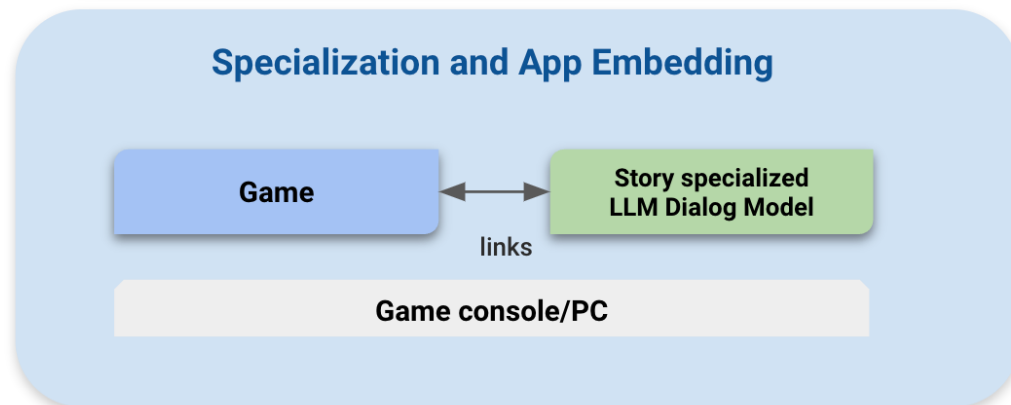 Specialization and App Embedding
Game
Story specialized
LLM Dialog Model
links
Game console/PC